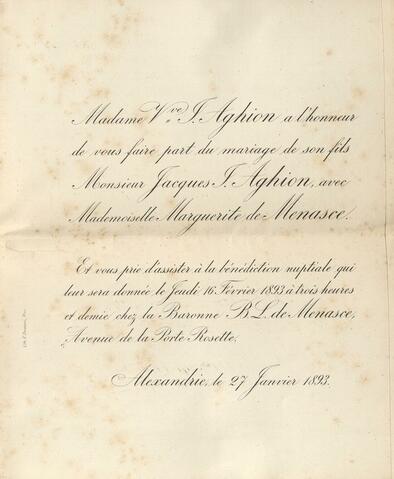 Madame Vve J. Aghion a l'honneur
de vous faire part du mariage de son fils
Monsieur Jacques J. Aghion, avec
Mademoiselle Marguerite de Menasce.
Et vous prie d'assister à la bénédiction nuptiale qui
leur sera donnée le Jeudi 16 Février 1893 à trois heures
et demie chez la Baronne B. L. de Menasce,
Avenue de la Porte Rosette.
Alexandrie, le 27 Janvier 1893.